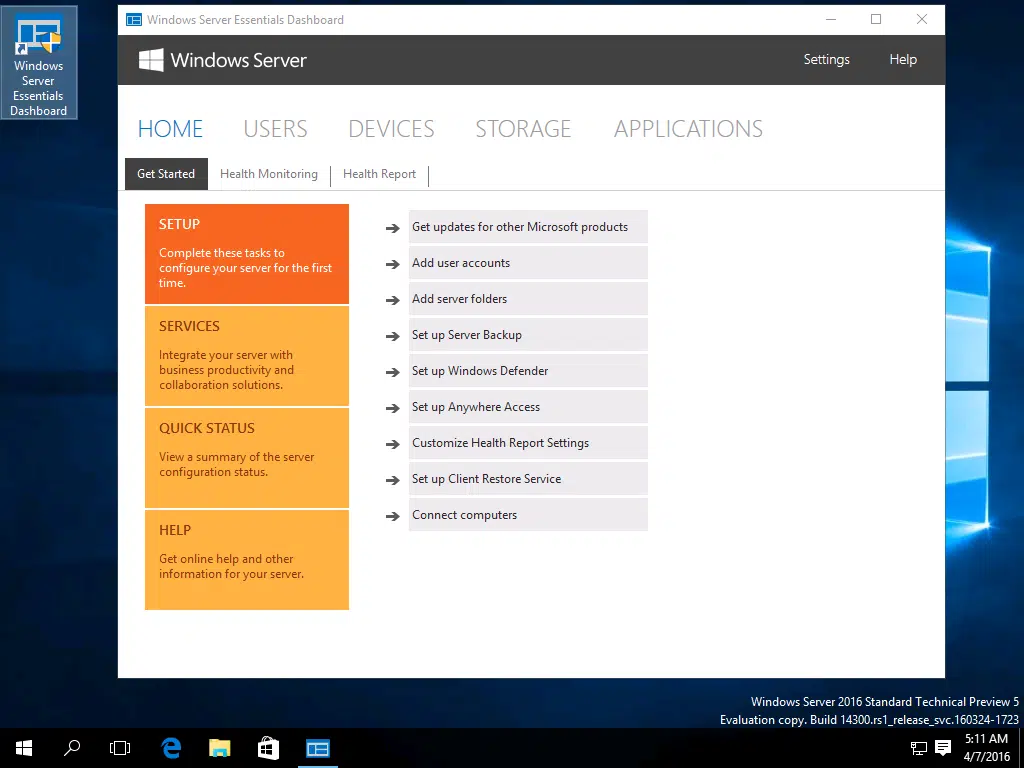 Windows
Server
Essentials
Dashboard
Windows Server Essentials Dashboard
Windows Server
Settings
Help
HOME
USERS
DEVICES
STORAGE
APPLICATIONS
Get Started
Health Monitoring
Health Report
SETUP
Complete these tasks to
configure your server for the first
time.
SERVICES
Integrate your server with
business productivity and
collaboration solutions.
QUICK STATUS
View a summary of the server
configuration status.
HELP
Get online help and other
information for your server.
Get updates for other Microsoft products
Add user accounts
Add server folders
Set up Server Backup
Set up Windows Defender
Set up Anywhere Access
Customize Health Report Settings
Set up Client Restore Service
Connect computers
Windows Server 2016 Standard Technical Preview 5
Evaluation copy. Build 14300.rs1_release_svc.160324-1723
5:11 AM
4/7/2016